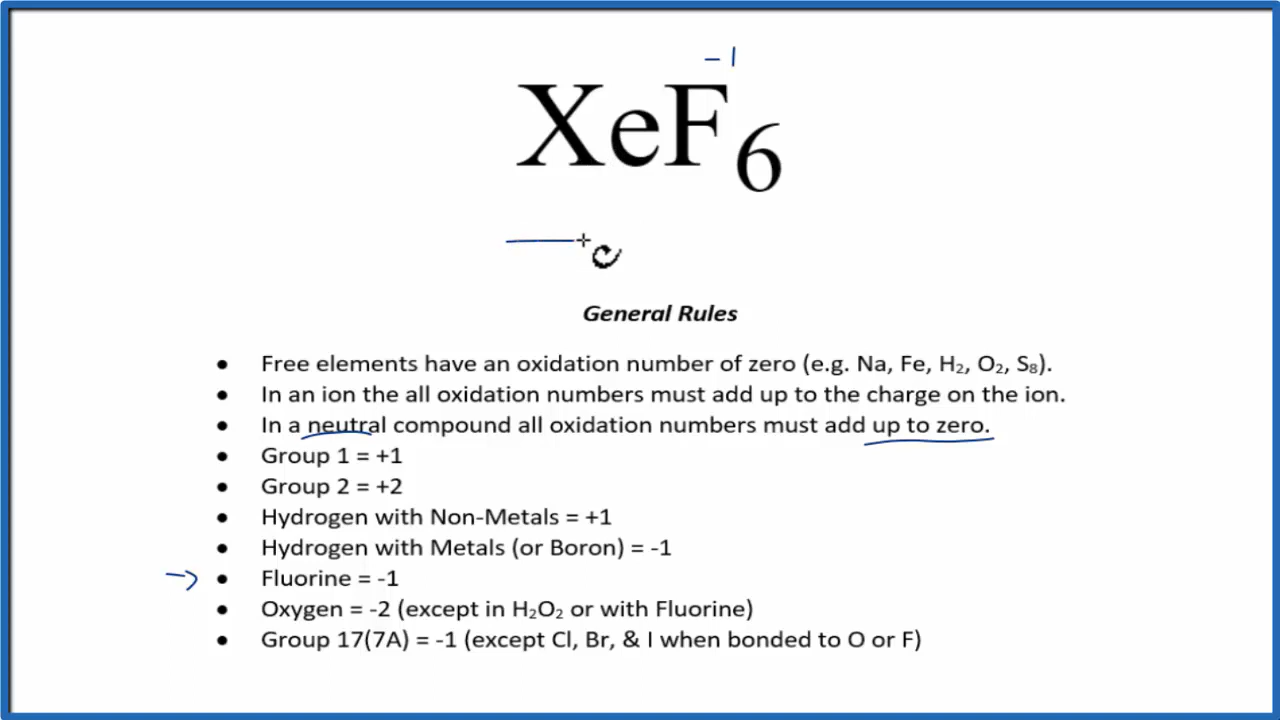 -1
XeF₆
General Rules
• Free elements have an oxidation number of zero (e.g. Na, Fe, H₂, O₂, S₈).
• In an ion the all oxidation numbers must add up to the charge on the ion.
• In a neutral compound all oxidation numbers must add up to zero.
• Group 1 = +1
• Group 2 = +2
• Hydrogen with Non-Metals = +1
• Hydrogen with Metals (or Boron) = -1
• Fluorine = -1
• Oxygen = -2 (except in H₂O₂ or with Fluorine)
• Group 17(7A) = -1 (except Cl, Br, & I when bonded to O or F)